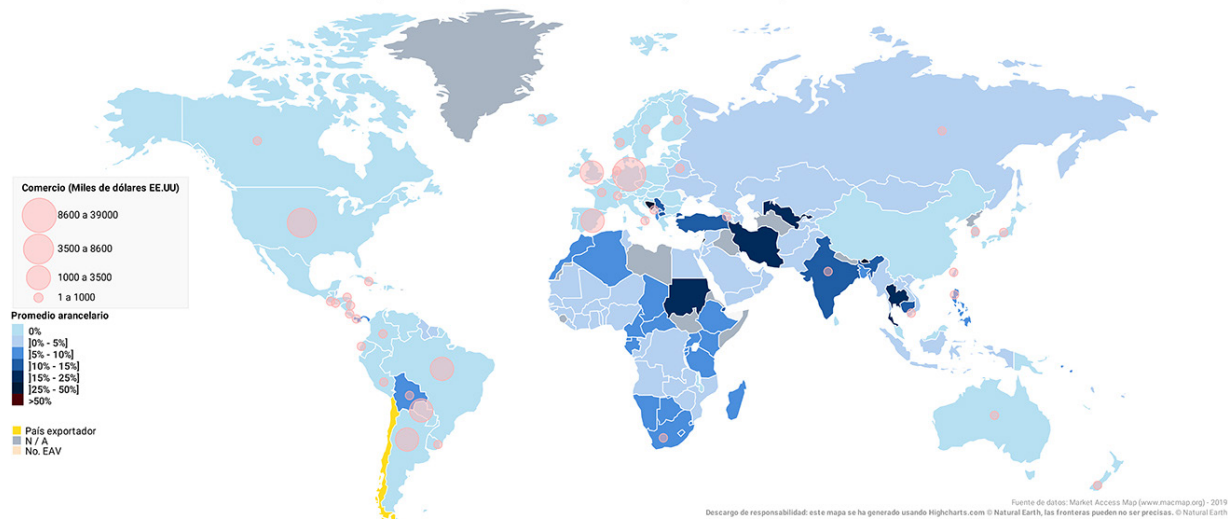 Comercio (Miles de dólares EE.UU)
8600 a 39000
3500 a 8600
1000 a 3500
1 a 1000
Promedio arancelario
0%
]0% - 5%]
]5% - 10%]
]10% - 15%]
]15% - 25%]
]25% - 50%]
>50%
País exportador
N / A
No. EAV
Fuente de datos: Market Access Map (www.macmap.org) - 2019
Descargo de responsabilidad: este mapa se ha generado usando Highcharts.com © Natural Earth, las fronteras pueden no ser precisas. © Natural Earth